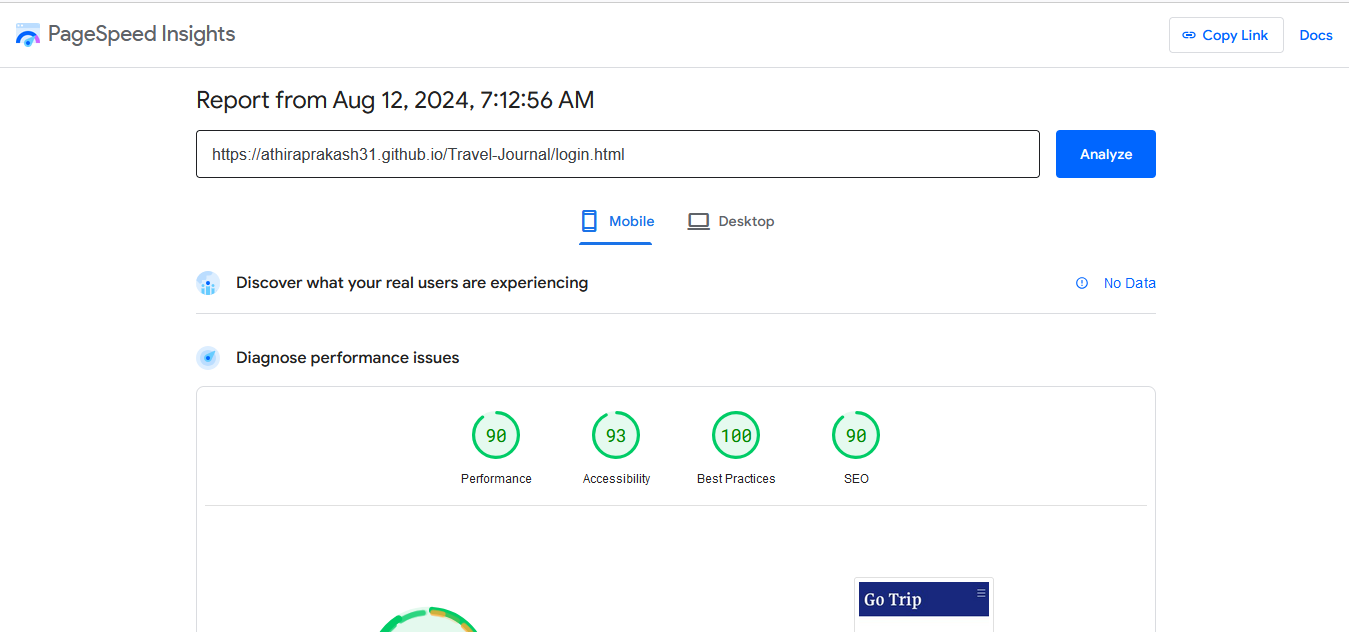 PageSpeed Insights
Copy Link
Docs
Report from Aug 12, 2024, 7:12:56 AM
https://athiraprakash31.github.io/Travel-Journal/login.html
Analyze
Mobile
Desktop
Discover what your real users are experiencing
No Data
Diagnose performance issues
90
93
100
90
Performance
Accessibility
Best Practices
SEO
Go Trip